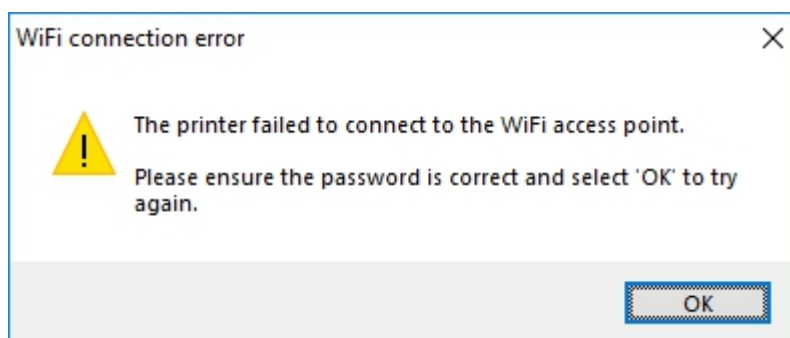 WiFi connection error
The printer failed to connect to the WiFi access point.
Please ensure the password is correct and select 'OK' to try
again.
OK